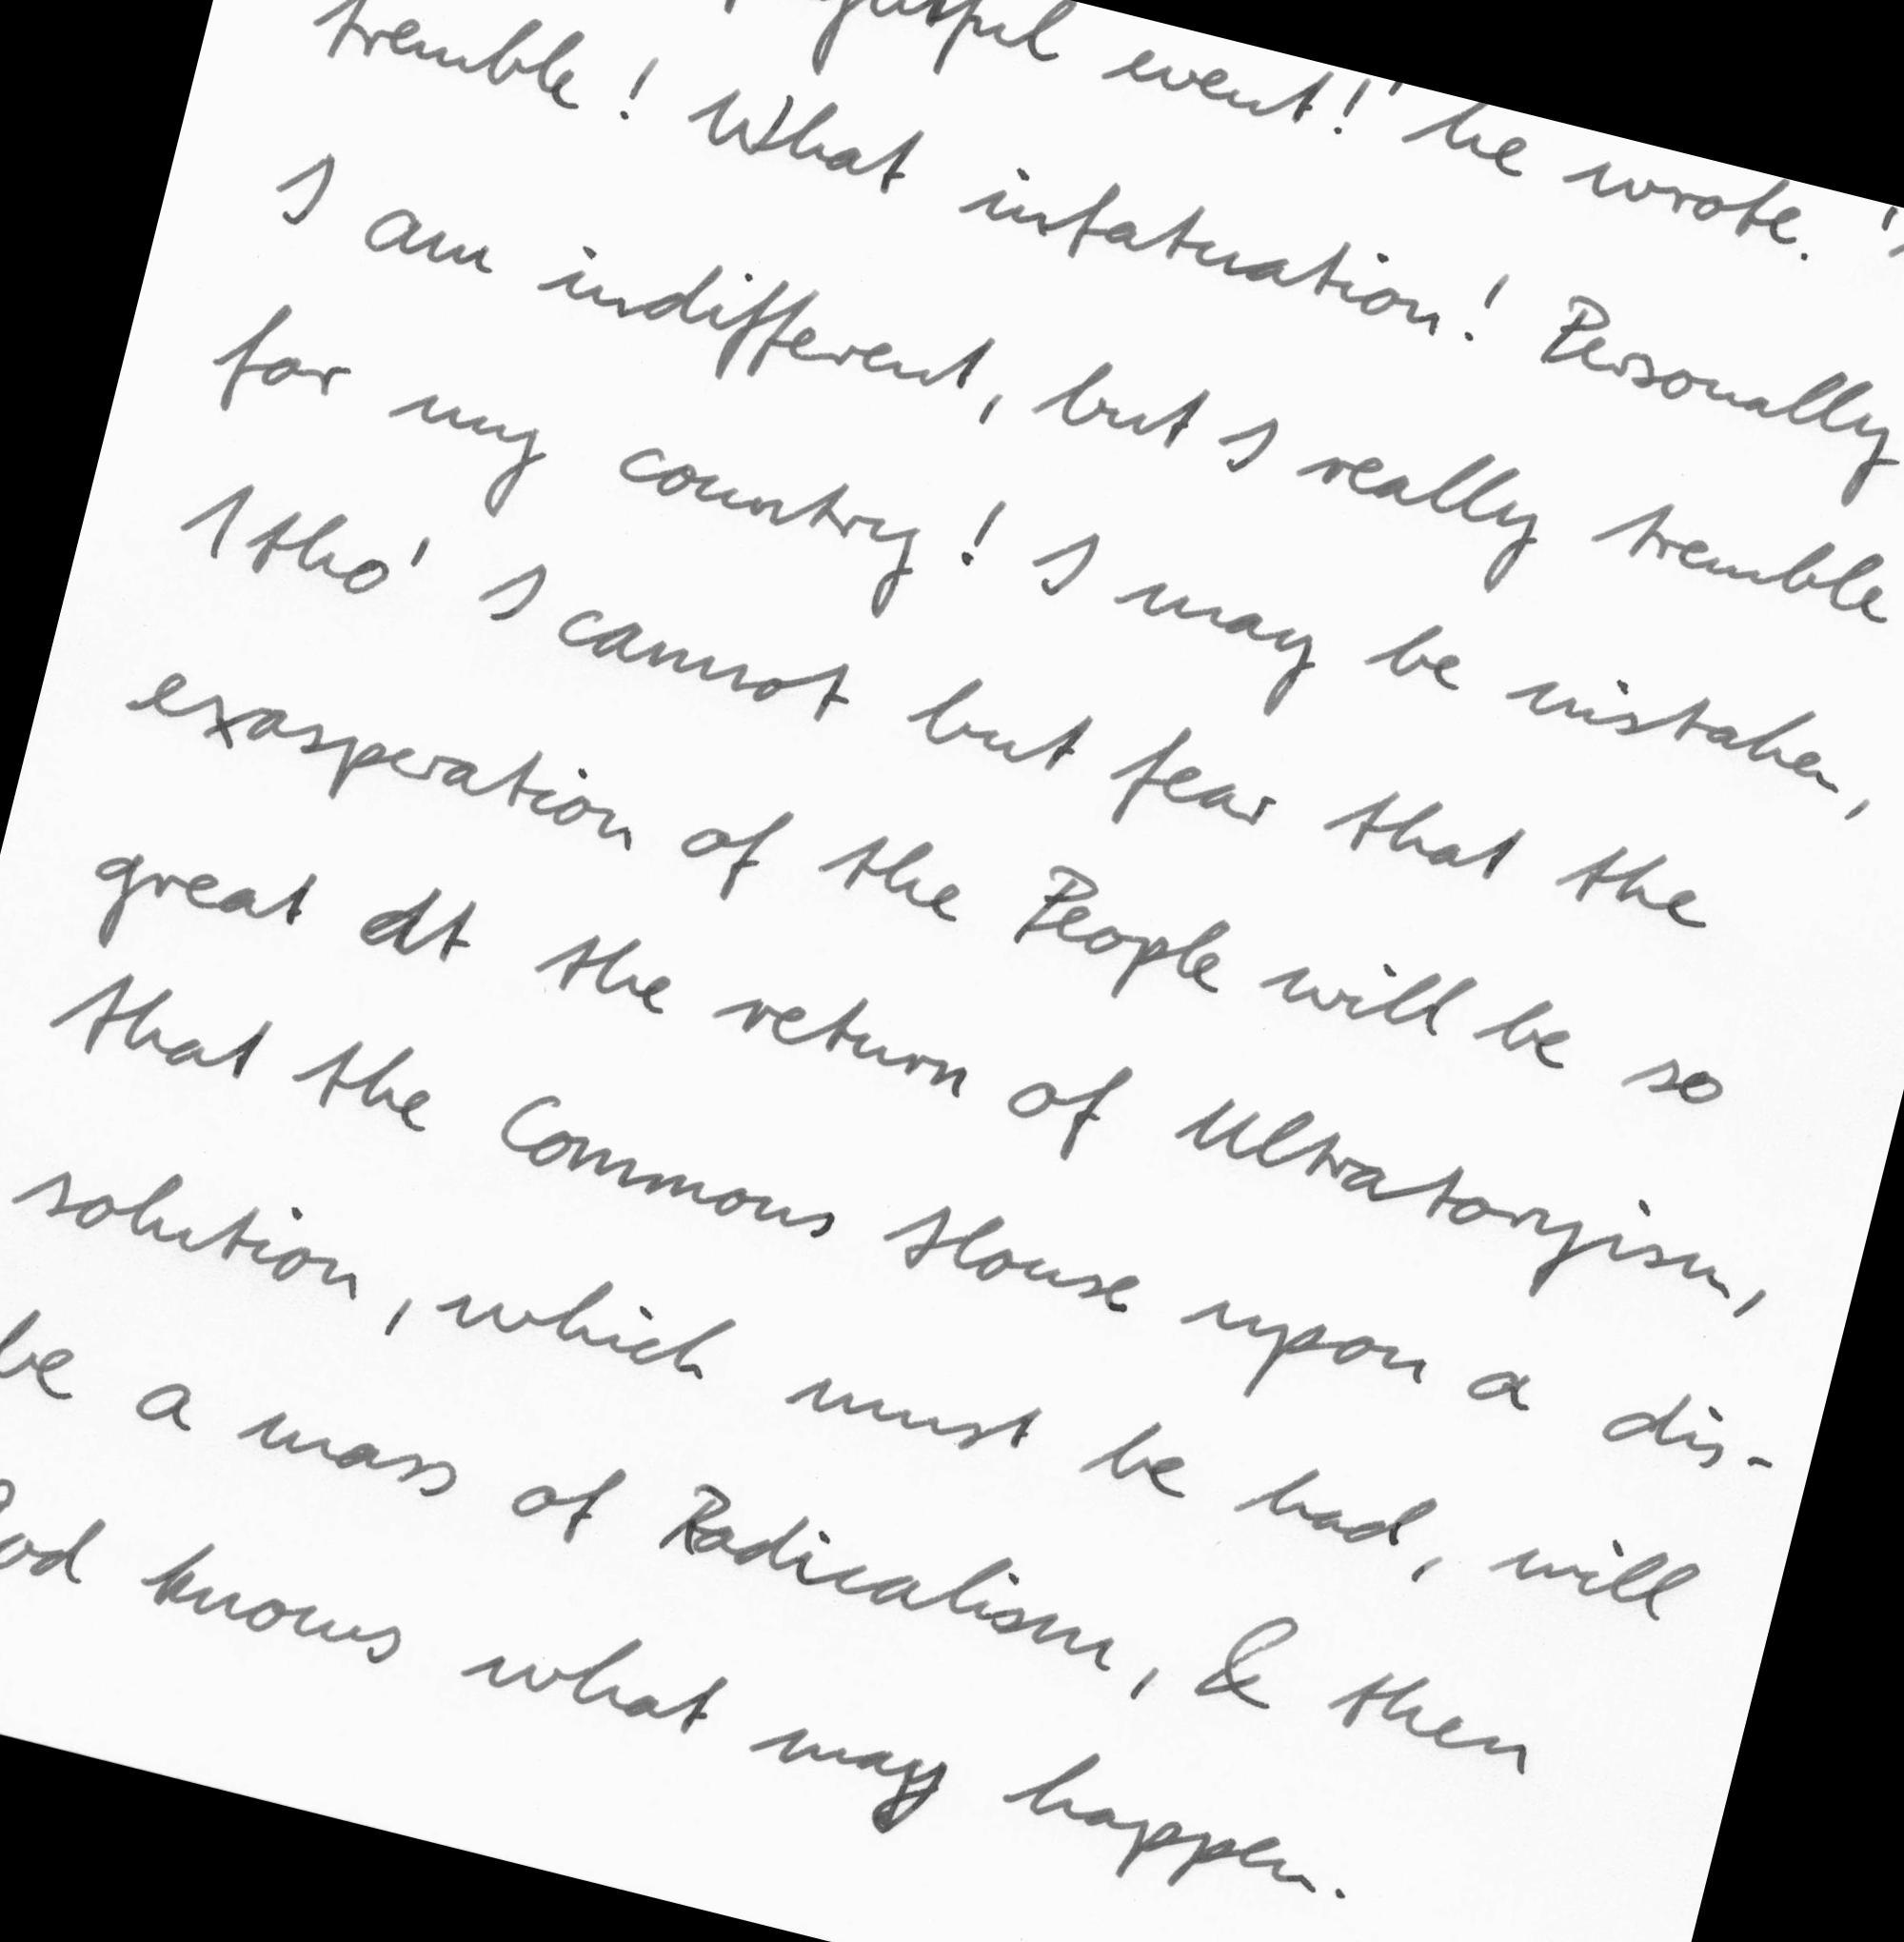 event!' he wrote. '
tremble! What infatuation! Personally
I am indifferent, but I really tremble
for my country! I may be mistaken,
tho' I cannot but fear that the
exasperation of the People will be so
great at the return of Ultratoryism,
that the Commons House upon a dis-
solution, which must be had, will
be a mass of Radicalism, & then
God knows what may happen.